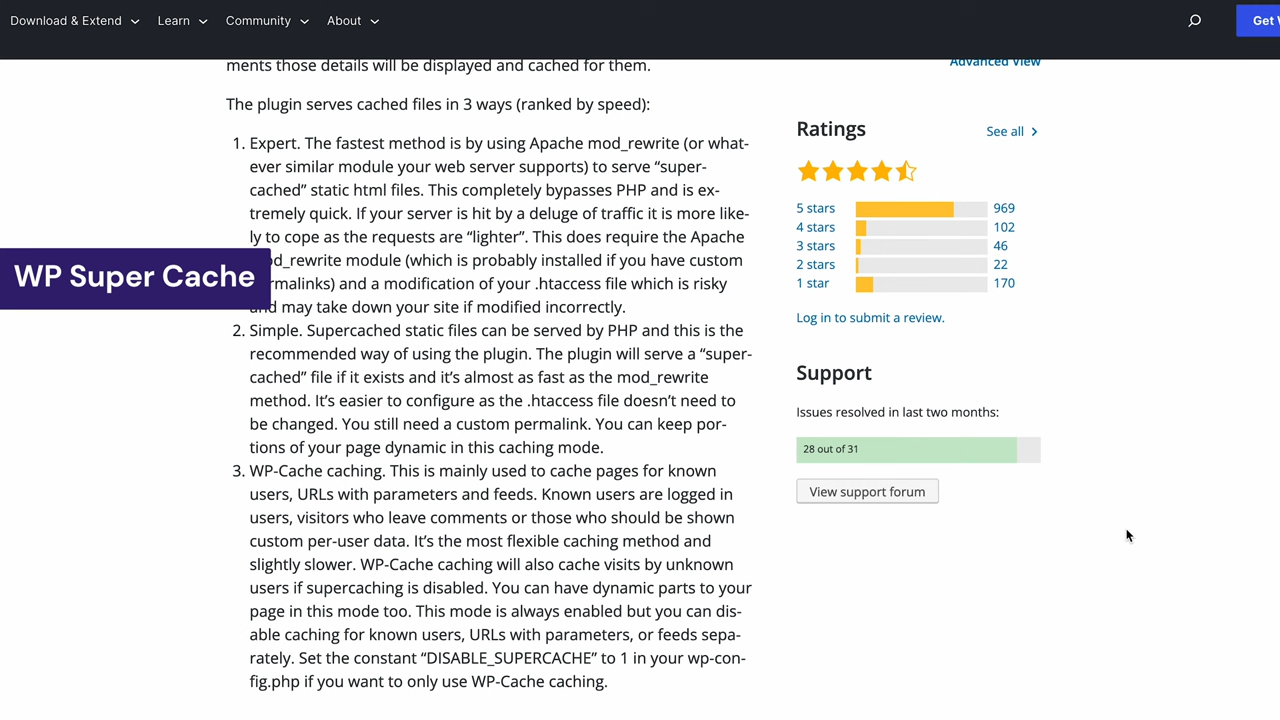 Download & Extend
Learn
Community
About
Get
ments those details will be displayed and cached for them.
The plugin serves cached files in 3 ways (ranked by speed):
1. Expert. The fastest method is by using Apache mod_rewrite (or what-
ever similar module your web server supports) to serve “super-
cached” static html files. This completely bypasses PHP and is ex-
tremely quick. If your server is hit by a deluge of traffic it is more like-
ly to cope as the requests are “lighter”. This does require the Apache
od_rewrite module (which is probably installed if you have custom
rmalinks) and a modification of your .htaccess file which is risky
and may take down your site if modified incorrectly.
2. Simple. Supercached static files can be served by PHP and this is the
recommended way of using the plugin. The plugin will serve a “super-
cached” file if it exists and it’s almost as fast as the mod_rewrite
method. It’s easier to configure as the .htaccess file doesn’t need to
be changed. You still need a custom permalink. You can keep por-
tions of your page dynamic in this caching mode.
3. WP-Cache caching. This is mainly used to cache pages for known
users, URLs with parameters and feeds. Known users are logged in
users, visitors who leave comments or those who should be shown
custom per-user data. It’s the most flexible caching method and
slightly slower. WP-Cache caching will also cache visits by unknown
users if supercaching is disabled. You can have dynamic parts to your
page in this mode too. This mode is always enabled but you can dis-
able caching for known users, URLs with parameters, or feeds sepa-
rately. Set the constant “DISABLE_SUPERCACHE” to 1 in your wp-con-
fig.php if you want to only use WP-Cache caching.
WP Super Cache
Advanced View
Ratings
See all
5 stars 969
4 stars 102
3 stars 46
2 stars 22
1 star 170
Log in to submit a review.
Support
Issues resolved in last two months:
28 out of 31
View support forum